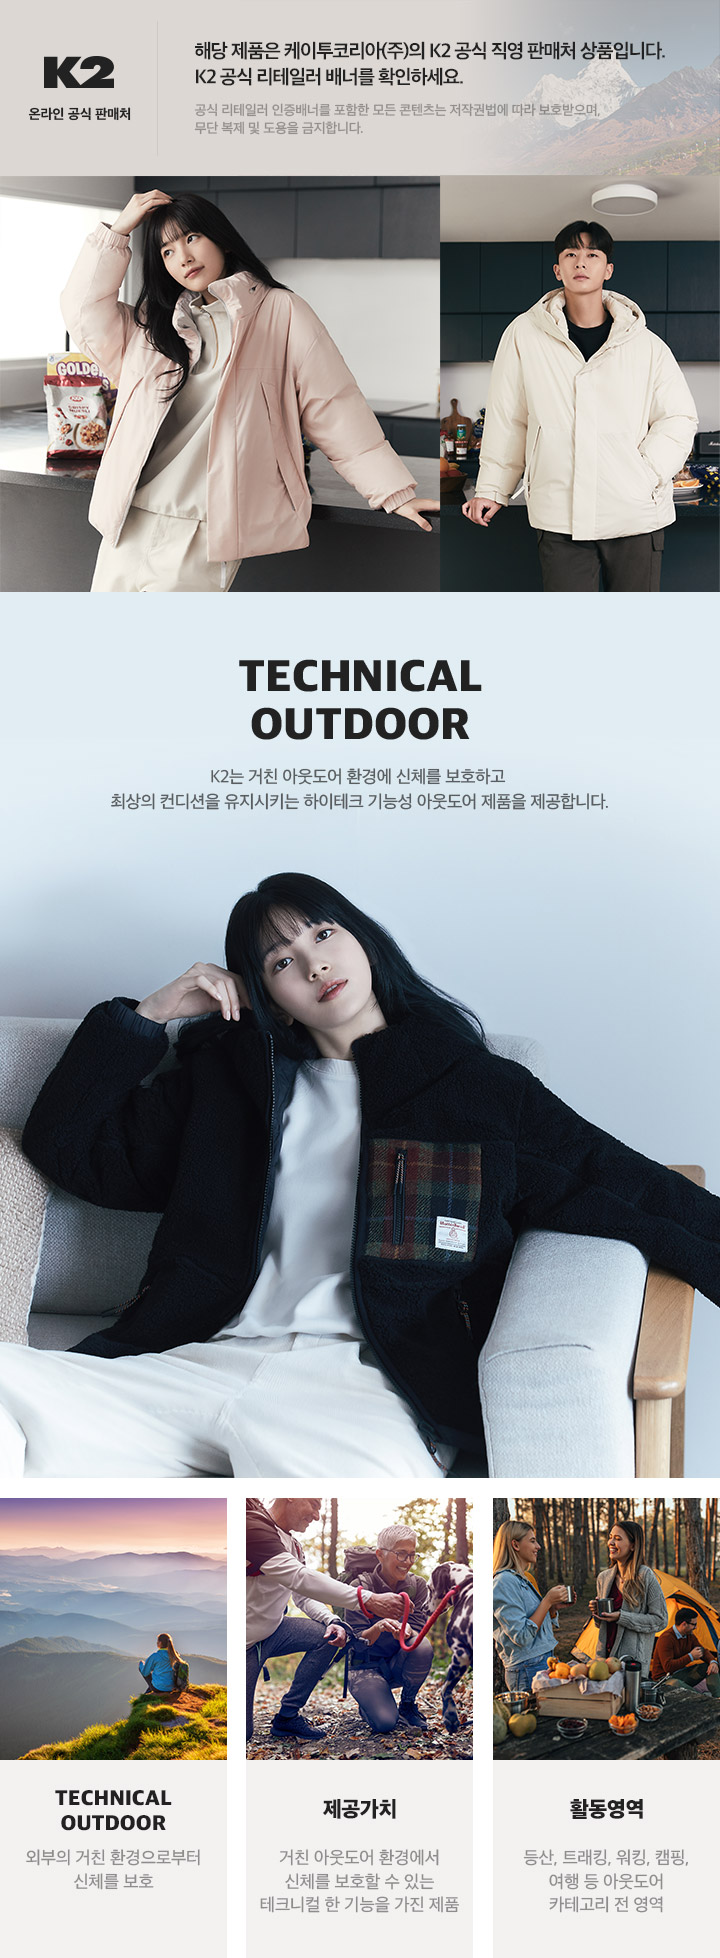 K2
온라인 공식 판매처
해당 제품은 케이투코리아(주)의 K2 공식 직영 판매처 상품입니다.
K2 공식 리테일러 배너를 확인하세요.
공식 리테일러 인증배너를 포함한 모든 콘텐츠는 저작권법에 따라 보호받으며,
무단 복제 및 도용을 금지합니다.
GOLDEN
TECHNICAL
OUTDOOR
K2는 거친 아웃도어 환경에 신체를 보호하고
최상의 컨디션을 유지시키는 하이테크 기능성 아웃도어 제품을 제공합니다.
TECHNICAL
OUTDOOR
외부의 거친 환경으로부터
신체를 보호
제공가치
거친 아웃도어 환경에서
신체를 보호할 수 있는
테크니컬 한 기능을 가진 제품
활동영역
등산, 트래킹, 워킹, 캠핑,
여행 등 아웃도어
카테고리 전 영역